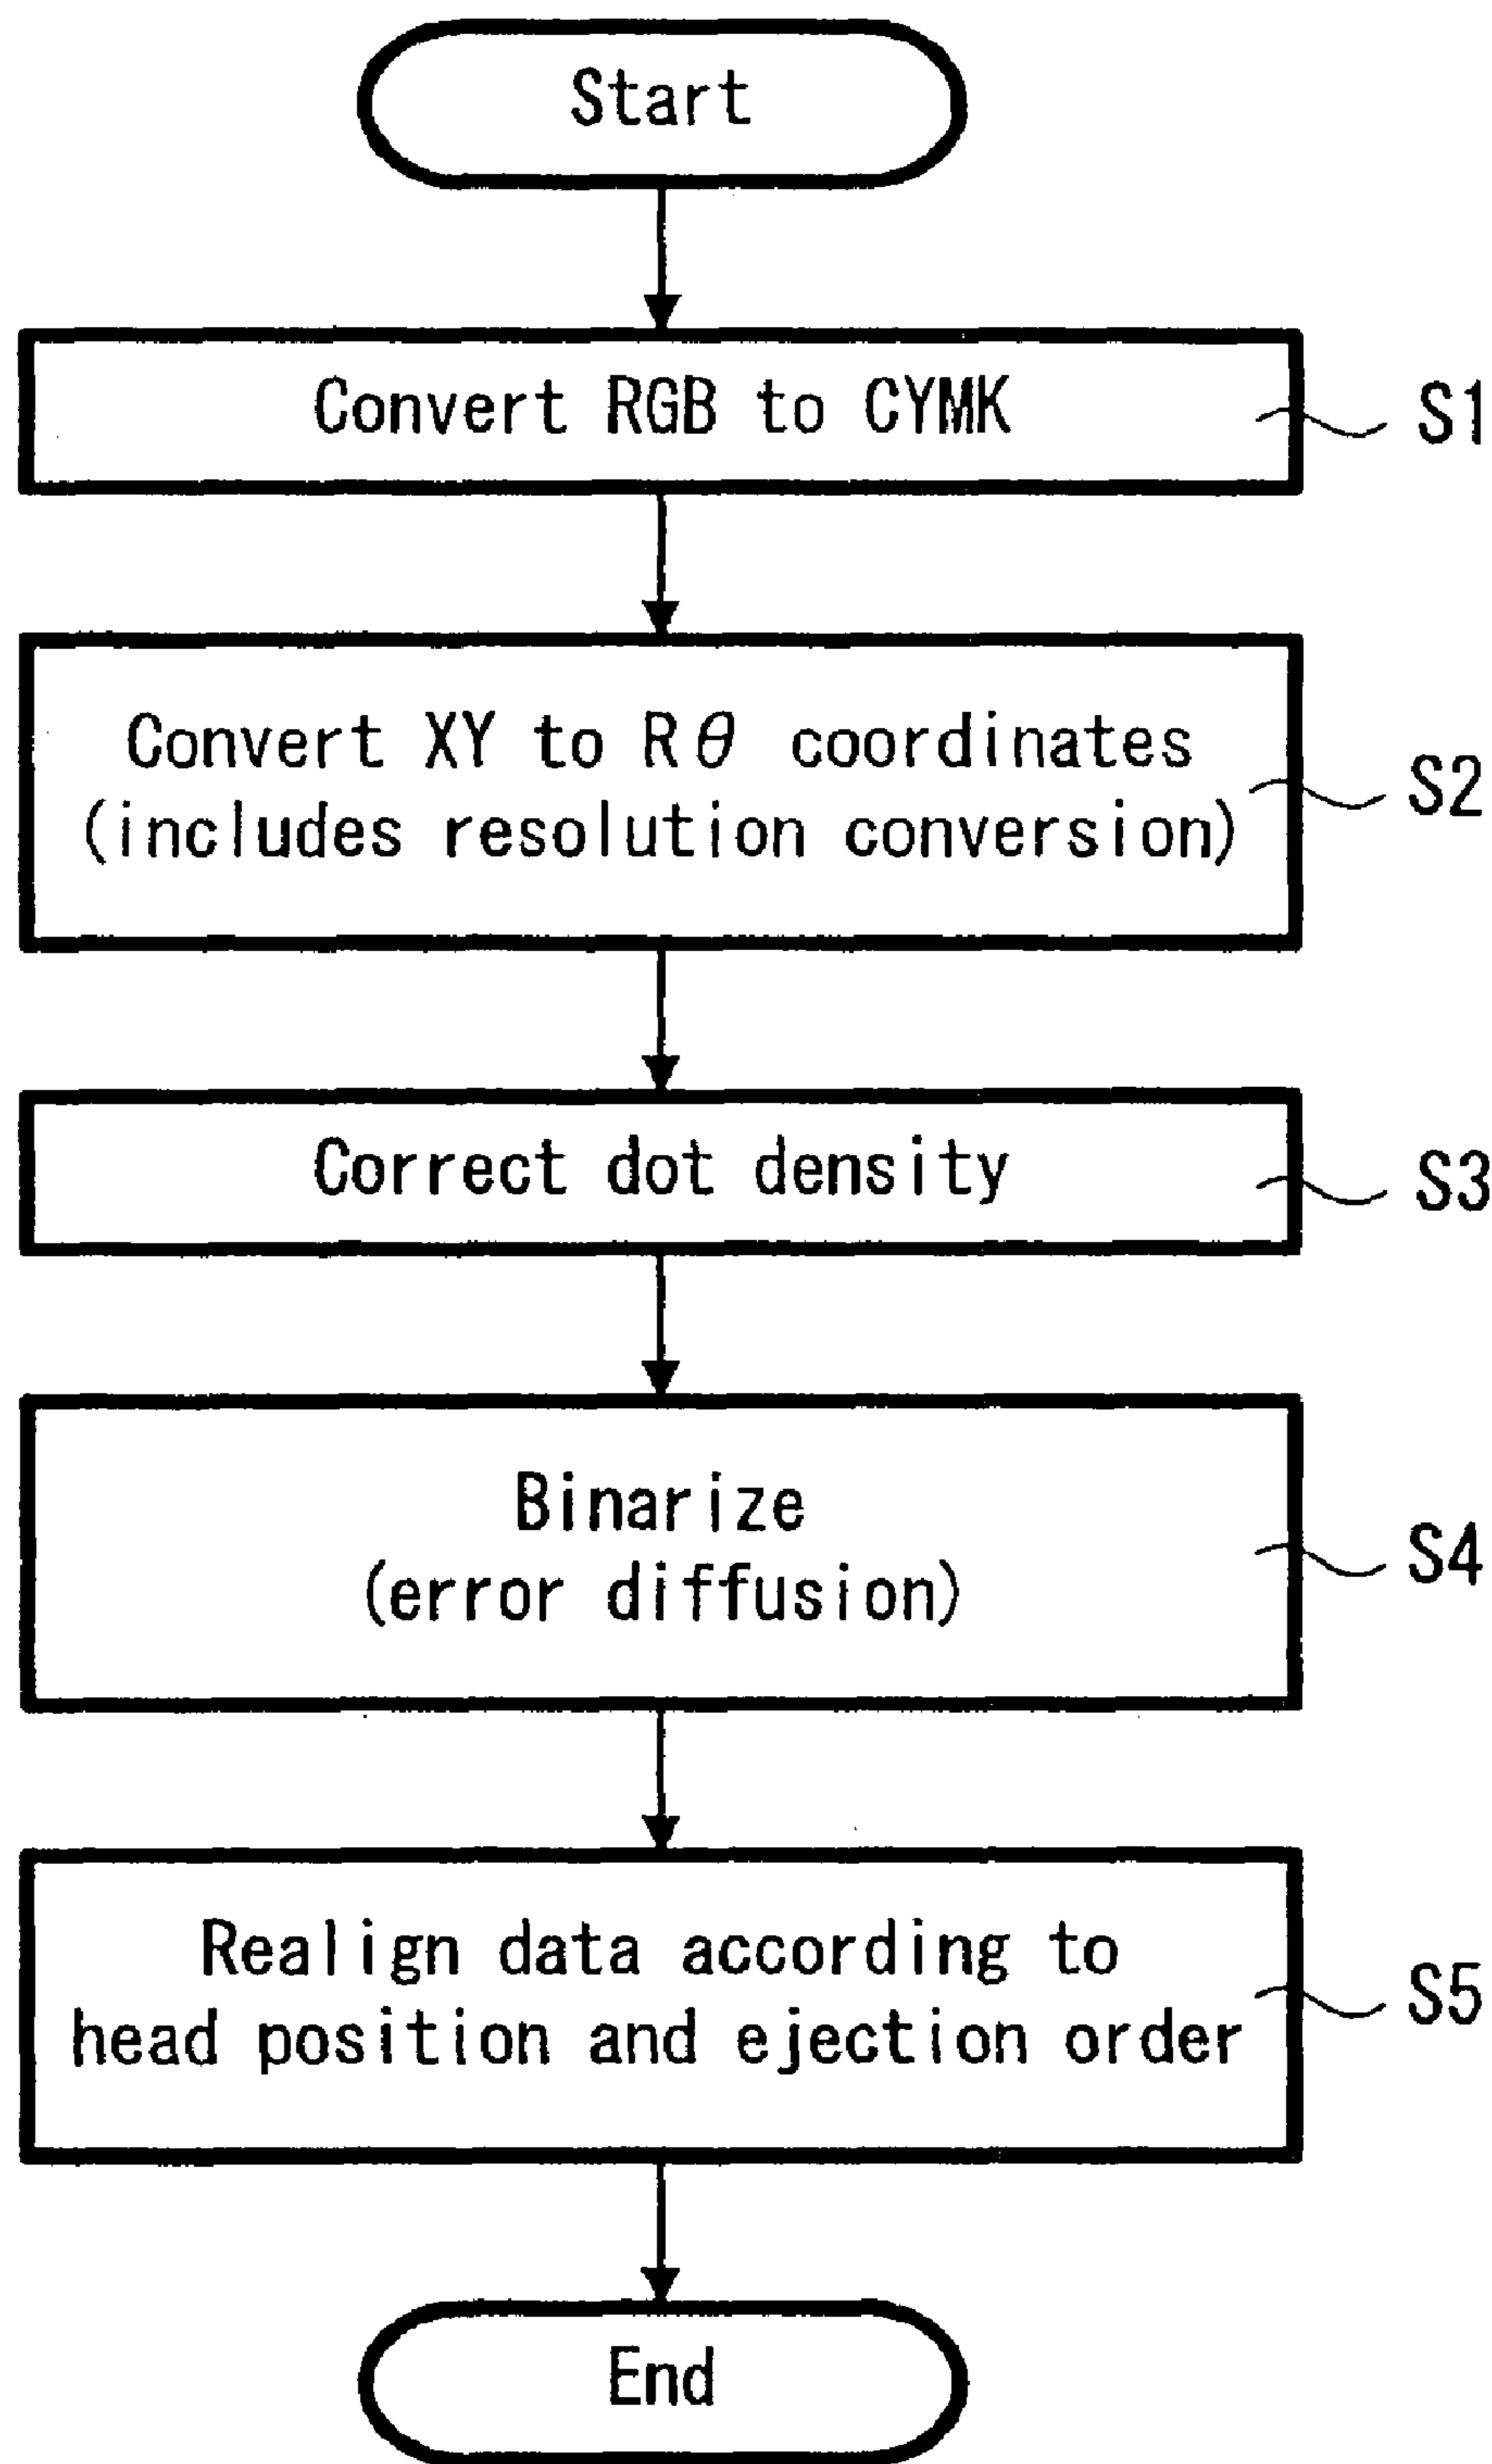 Start
Convert RGB to CYMK
S1
Convert XY to Rθ coordinates
(includes resolution conversion)
S2
Correct dot density
S3
Binarize
(error diffusion)
S4
Realign data according to
head position and ejection order
S5
End